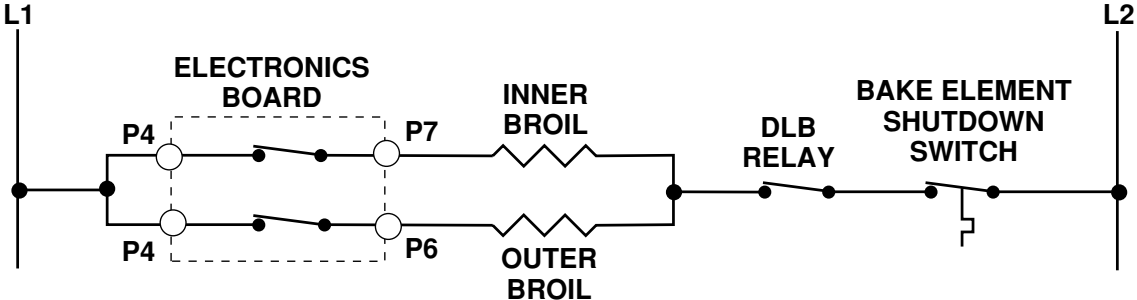 L1
L2
ELECTRONICS
BOARD
P4
P7
INNER
BROIL
DLB
RELAY
BAKE ELEMENT
SHUTDOWN
SWITCH
P4
P6
OUTER
BROIL